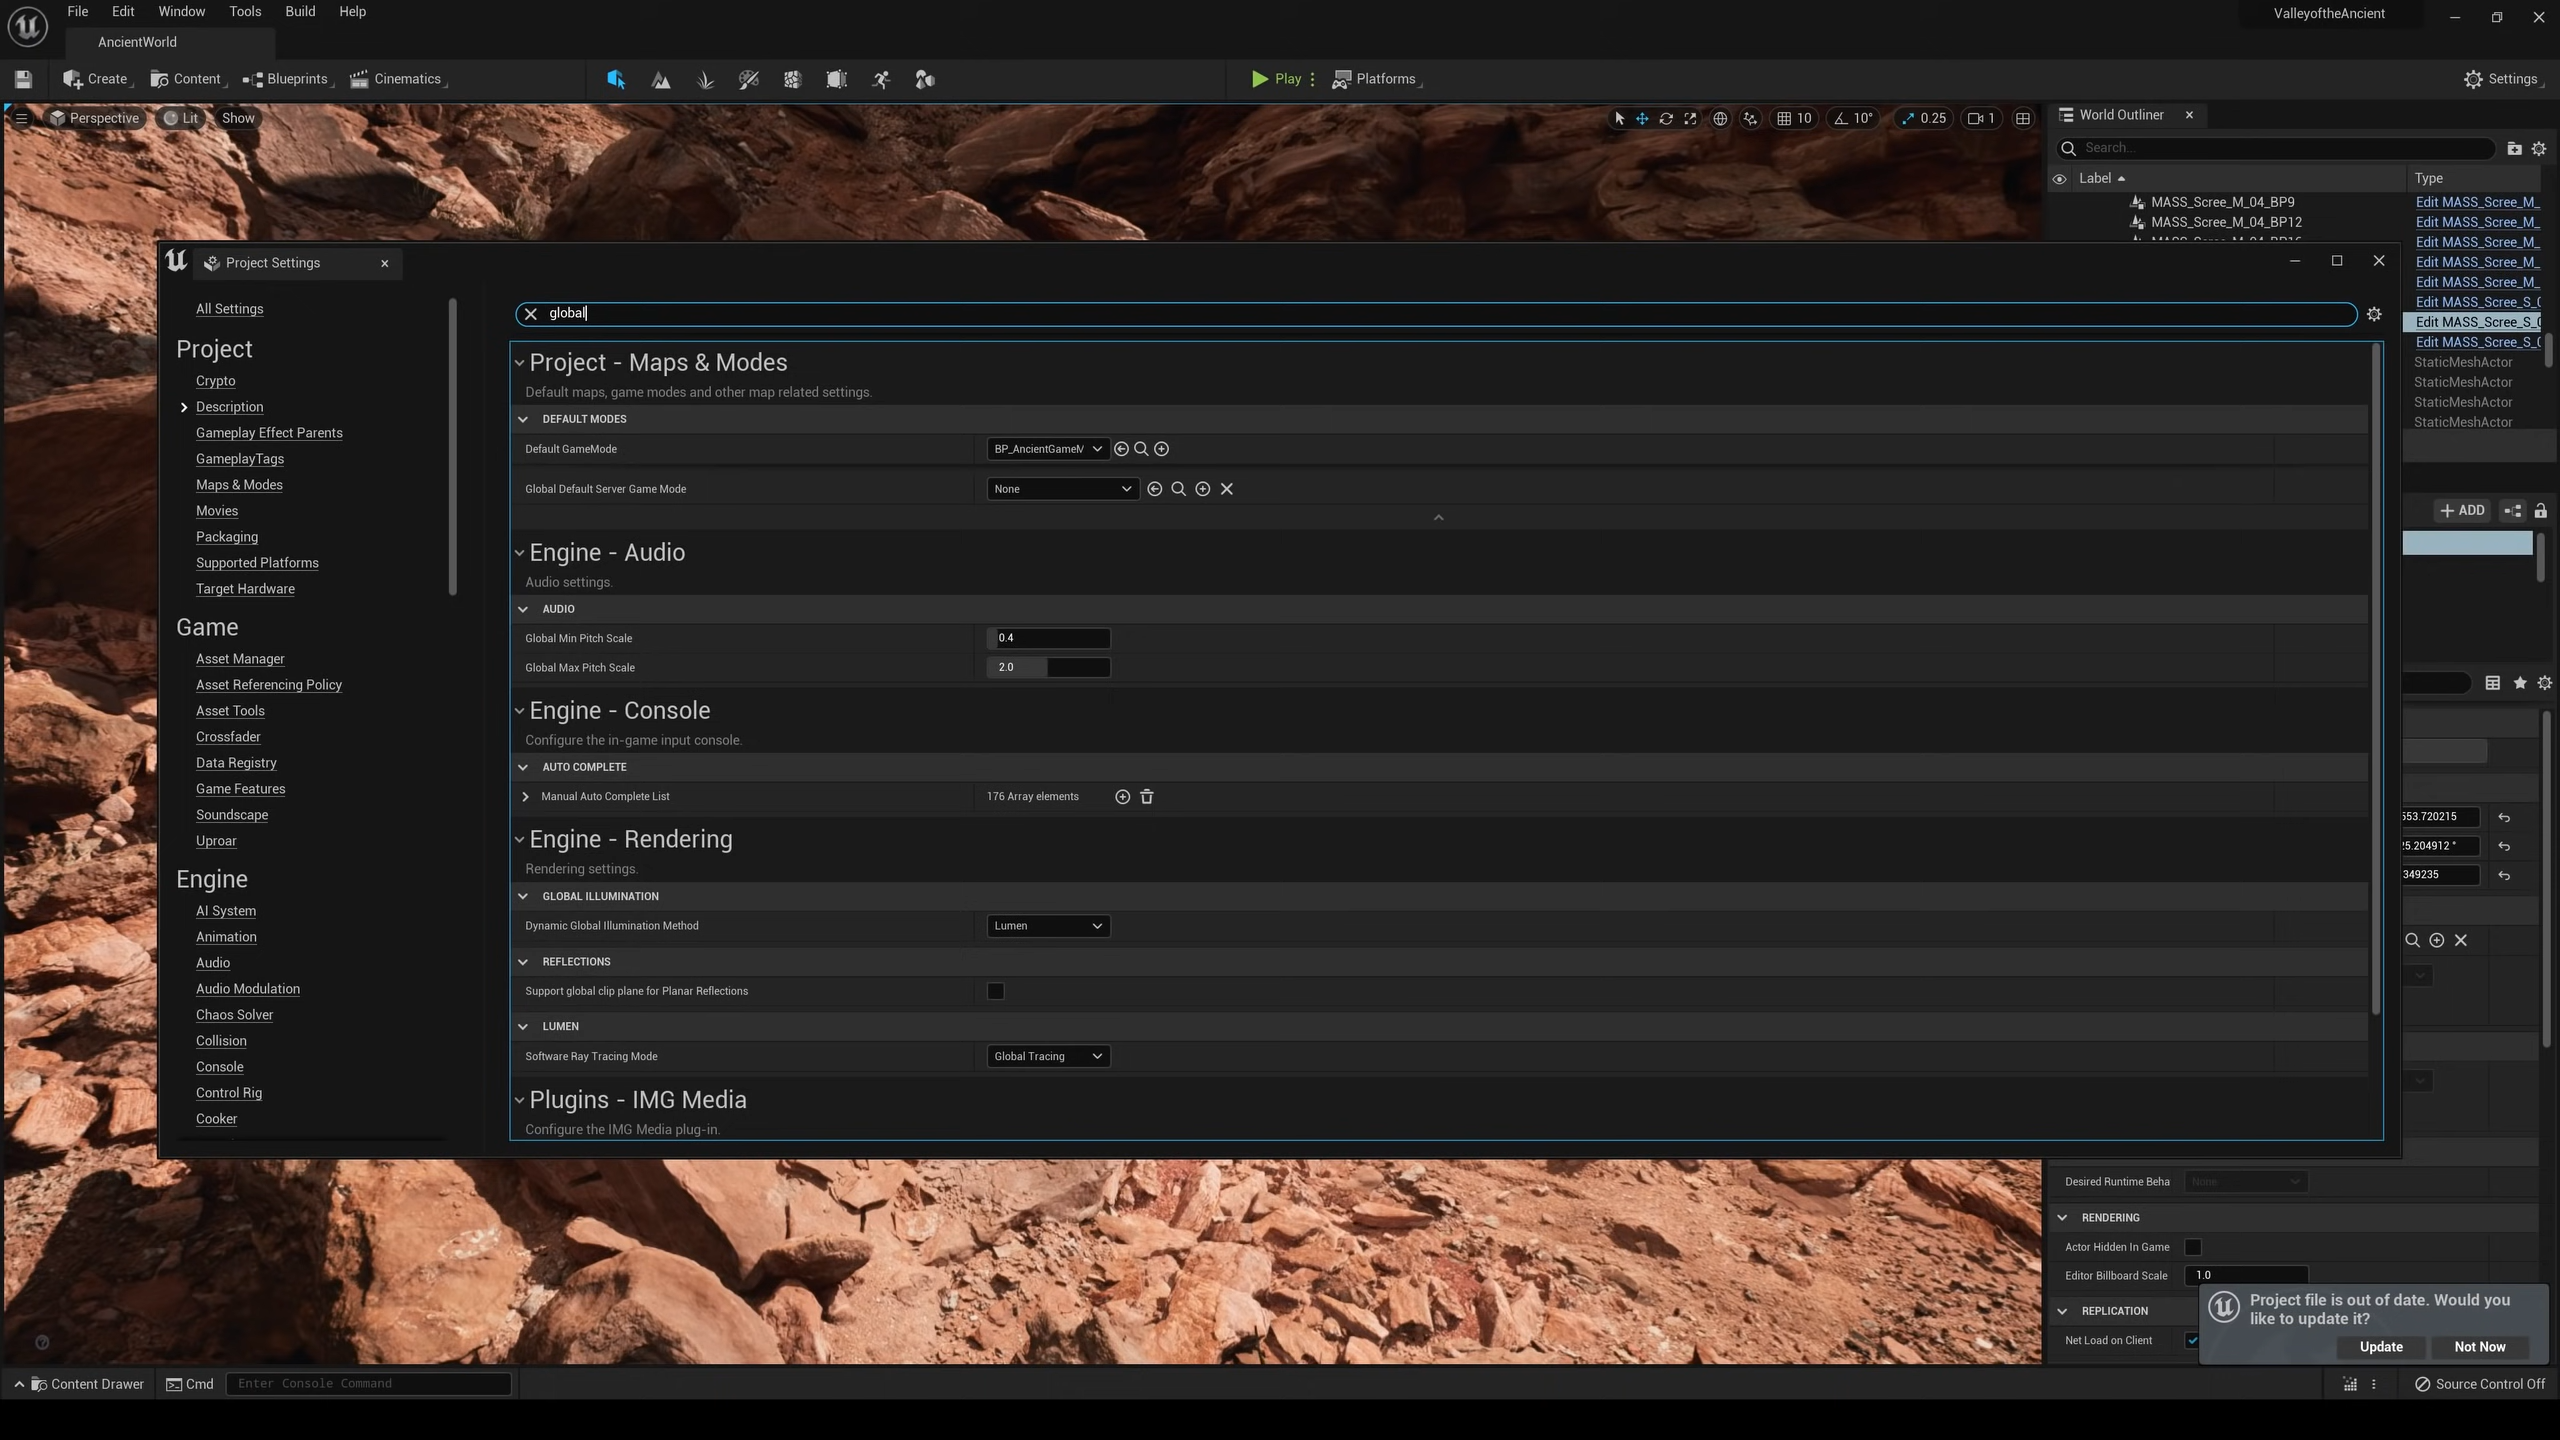 File Edit Window Tools Build Help
ValleyoftheAncient
AncientWorld
Create Content Blueprints Cinematics Play Platforms Settings
Perspective Lit Show 10 10° 0.25 1
World Outliner
Search...
Label Type
MASS_Scree_M_04_BP9 Edit MASS_Scree_M_
MASS_Scree_M_04_BP12 Edit MASS_Scree_M_
Edit MASS_Scree_M_
Edit MASS_Scree_M_
Edit MASS_Scree_M_
Edit MASS_Scree_S_0
Edit MASS_Scree_S_0
Edit MASS_Scree_S_0
StaticMeshActor
StaticMeshActor
StaticMeshActor
StaticMeshActor
ADD
553.720215
25.204912 °
349235
Project Settings
All Settings
Project
Crypto
Description
Gameplay Effect Parents
GameplayTags
Maps & Modes
Movies
Packaging
Supported Platforms
Target Hardware
Game
Asset Manager
Asset Referencing Policy
Asset Tools
Crossfader
Data Registry
Game Features
Soundscape
Uproar
Engine
AI System
Animation
Audio
Audio Modulation
Chaos Solver
Collision
Console
Control Rig
Cooker
global
Project - Maps & Modes
Default maps, game modes and other map related settings.
DEFAULT MODES
Default GameMode BP_AncientGameM
Global Default Server Game Mode None
Engine - Audio
Audio settings.
AUDIO
Global Min Pitch Scale 0.4
Global Max Pitch Scale 2.0
Engine - Console
Configure the in-game input console.
AUTO COMPLETE
Manual Auto Complete List 176 Array elements
Engine - Rendering
Rendering settings.
GLOBAL ILLUMINATION
Dynamic Global Illumination Method Lumen
REFLECTIONS
Support global clip plane for Planar Reflections
LUMEN
Software Ray Tracing Mode Global Tracing
Plugins - IMG Media
Configure the IMG Media plug-in.
Desired Runtime Beha None
RENDERING
Actor Hidden In Game
Editor Billboard Scale 1.0
REPLICATION
Net Load on Client
Project file is out of date. Would you
like to update it?
Update Not Now
Content Drawer Cmd Enter Console Command Source Control Off